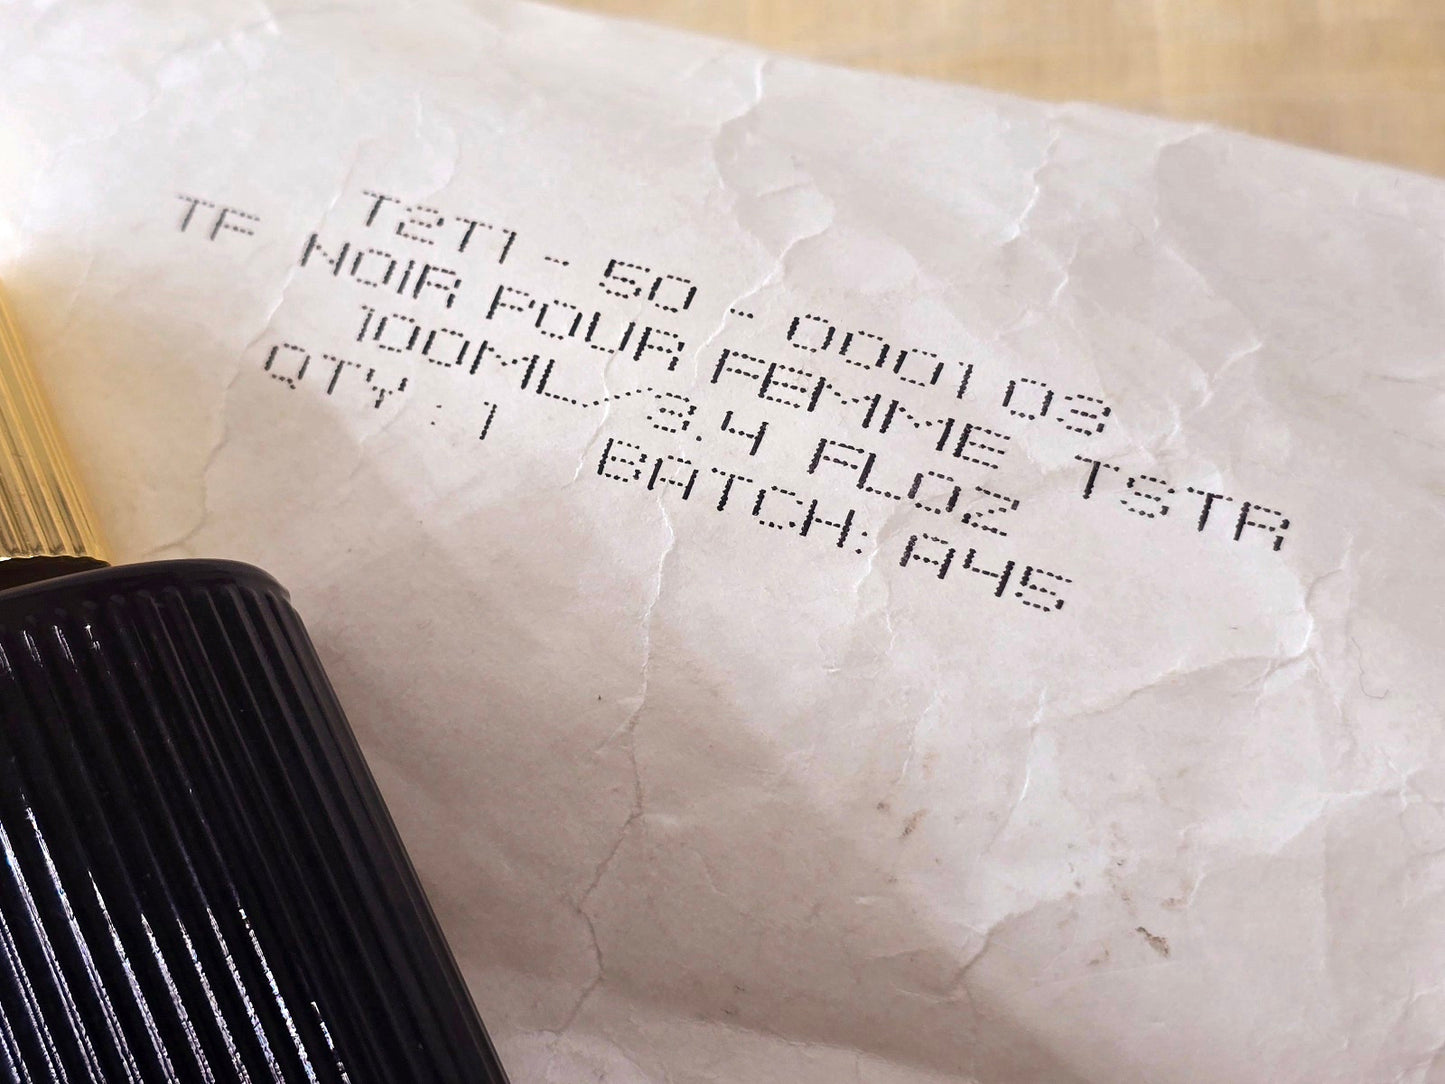 T2T1 - 50 - 000103
TF NOIR POUR FEMME TSTR
100ML/3.4 FLOZ
QTY : 1 BATCH: A45